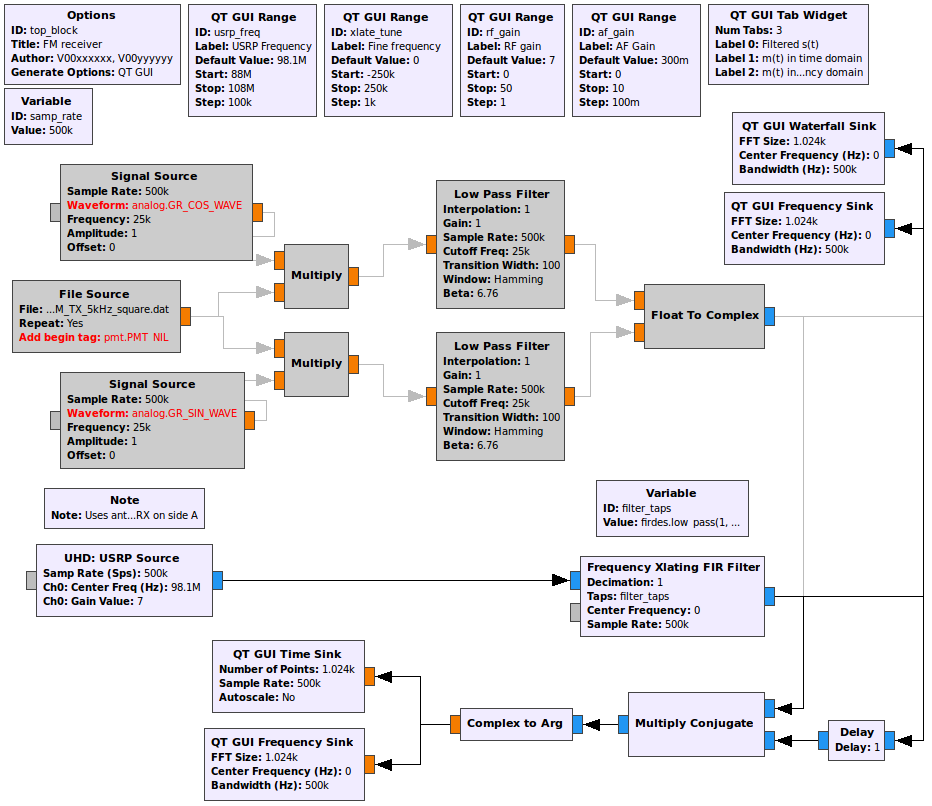 Options
ID: top_block
Title: FM receiver
Author: V00xxxxxx, V00yyyyyy
Generate Options: QT GUI
QT GUI Range
ID: usrp_freq
Label: USRP Frequency
Default Value: 98.1M
Start: 88M
Stop: 108M
Step: 100k
QT GUI Range
ID: xlate_tune
Label: Fine frequency
Default Value: 0
Start: -250k
Stop: 250k
Step: 1k
QT GUI Range
ID: rf_gain
Label: RF gain
Default Value: 7
Start: 0
Stop: 50
Step: 1
QT GUI Range
ID: af_gain
Label: AF Gain
Default Value: 300m
Start: 0
Stop: 10
Step: 100m
QT GUI Tab Widget
Num Tabs: 3
Label 0: Filtered s(t)
Label 1: m(t) in time domain
Label 2: m(t) in...ncy domain
Variable
ID: samp_rate
Value: 500k
QT GUI Waterfall Sink
FFT Size: 1.024k
Center Frequency (Hz): 0
Bandwidth (Hz): 500k
Signal Source
Sample Rate: 500k
Waveform: analog.GR_COS_WAVE
Frequency: 25k
Amplitude: 1
Offset: 0
Low Pass Filter
Interpolation: 1
Gain: 1
Sample Rate: 500k
Cutoff Freq: 25k
Transition Width: 100
Window: Hamming
Beta: 6.76
QT GUI Frequency Sink
FFT Size: 1.024k
Center Frequency (Hz): 0
Bandwidth (Hz): 500k
Multiply
File Source
File: ...M_TX_5kHz_square.dat
Repeat: Yes
Add begin tag: pmt.PMT_NIL
Float To Complex
Multiply
Low Pass Filter
Interpolation: 1
Gain: 1
Sample Rate: 500k
Cutoff Freq: 25k
Transition Width: 100
Window: Hamming
Beta: 6.76
Signal Source
Sample Rate: 500k
Waveform: analog.GR_SIN_WAVE
Frequency: 25k
Amplitude: 1
Offset: 0
Note
Note: Uses ant...RX on side A
Variable
ID: filter_taps
Value: firdes.low_pass(1, ...
UHD: USRP Source
Samp Rate (Sps): 500k
Ch0: Center Freq (Hz): 98.1M
Ch0: Gain Value: 7
Frequency Xlating FIR Filter
Decimation: 1
Taps: filter_taps
Center Frequency: 0
Sample Rate: 500k
QT GUI Time Sink
Number of Points: 1.024k
Sample Rate: 500k
Autoscale: No
Complex to Arg
Multiply Conjugate
Delay
Delay: 1
QT GUI Frequency Sink
FFT Size: 1.024k
Center Frequency (Hz): 0
Bandwidth (Hz): 500k